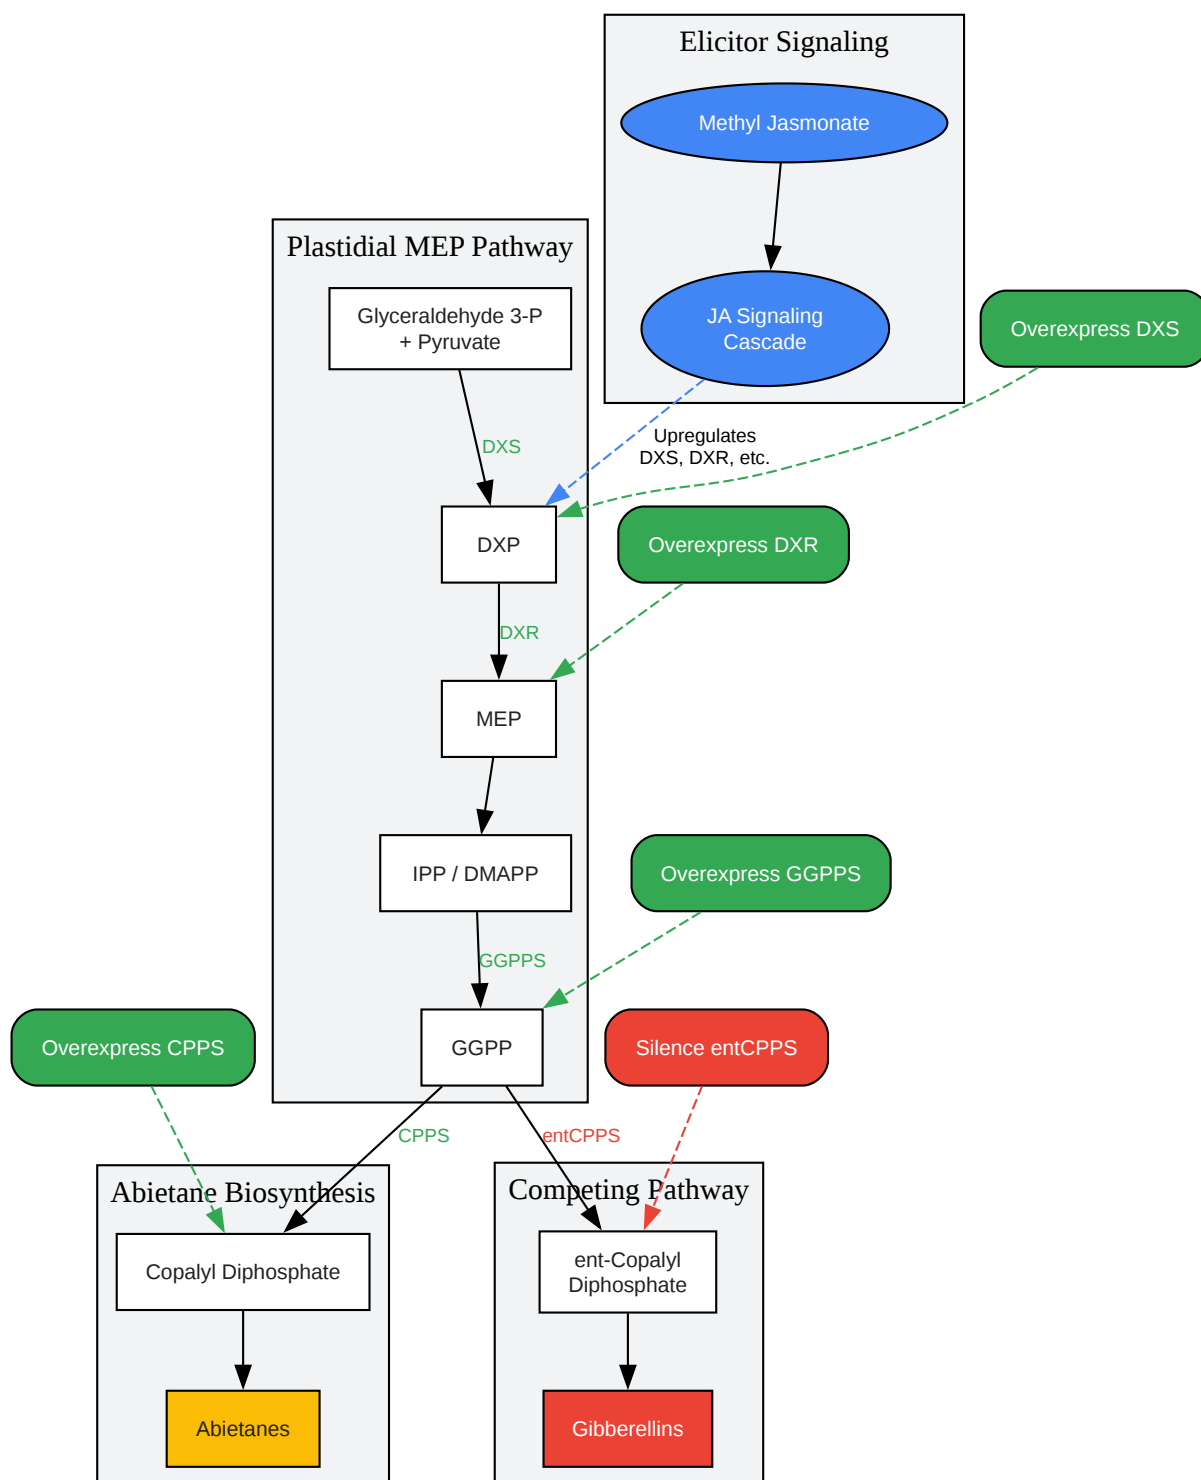 Elicitor Signaling
Methyl Jasmonate
Plastidial MEP Pathway
JA Signaling
Cascade
Glyceraldehyde 3-P
+ Pyruvate
Overexpress DXS
DXS
Upregulates
DXS, DXR, etc.
DXP
Overexpress DXR
DXR
MEP
IPP / DMAPP
Overexpress GGPPS
GGPPS
Overexpress CPPS
GGPP
Silence entCPPS
CPPS
entCPPS
Abietane Biosynthesis
Competing Pathway
Copalyl Diphosphate
ent-Copalyl
Diphosphate
Abietanes
Gibberellins